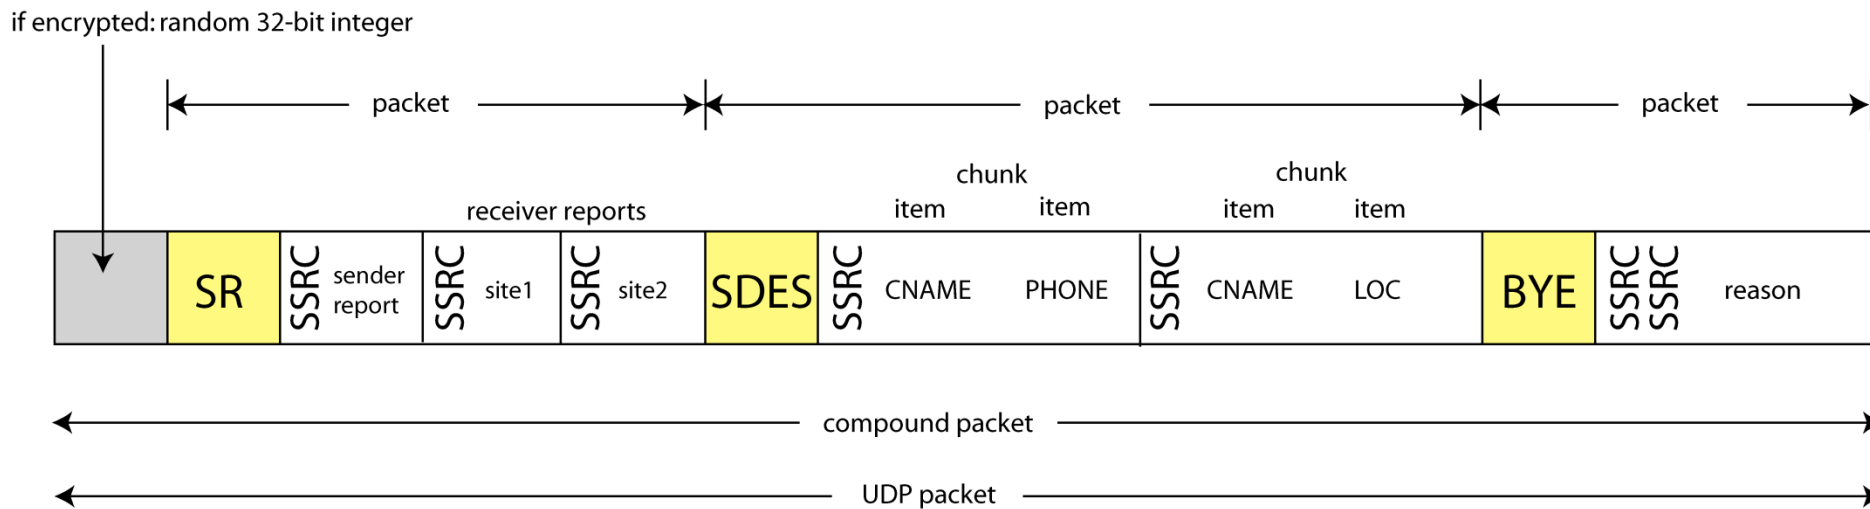 if encrypted: random 32-bit integer
packet packet packet
chunk chunk
receiver reports item item item item
SR SSRC sender report SSRC site1 SSRC site2 SDES SSRC CNAME PHONE SSRC CNAME LOC BYE SSRC SSRC reason
compound packet
UDP packet